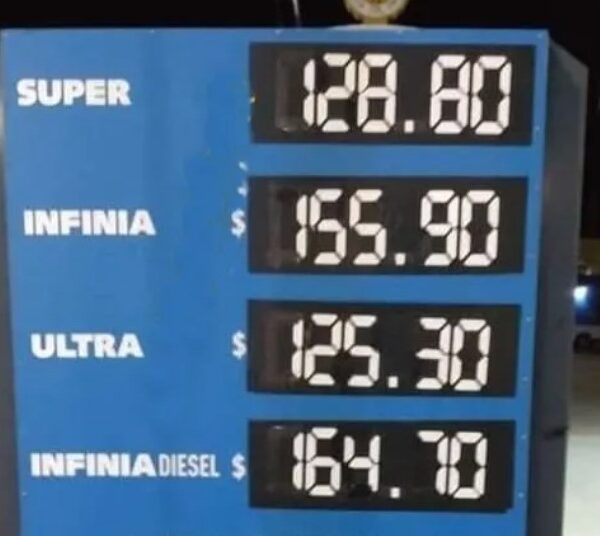 SUPER 128.80
INFINIA $ 155.90
ULTRA $ 125.30
INFINIA DIESEL $ 164.70